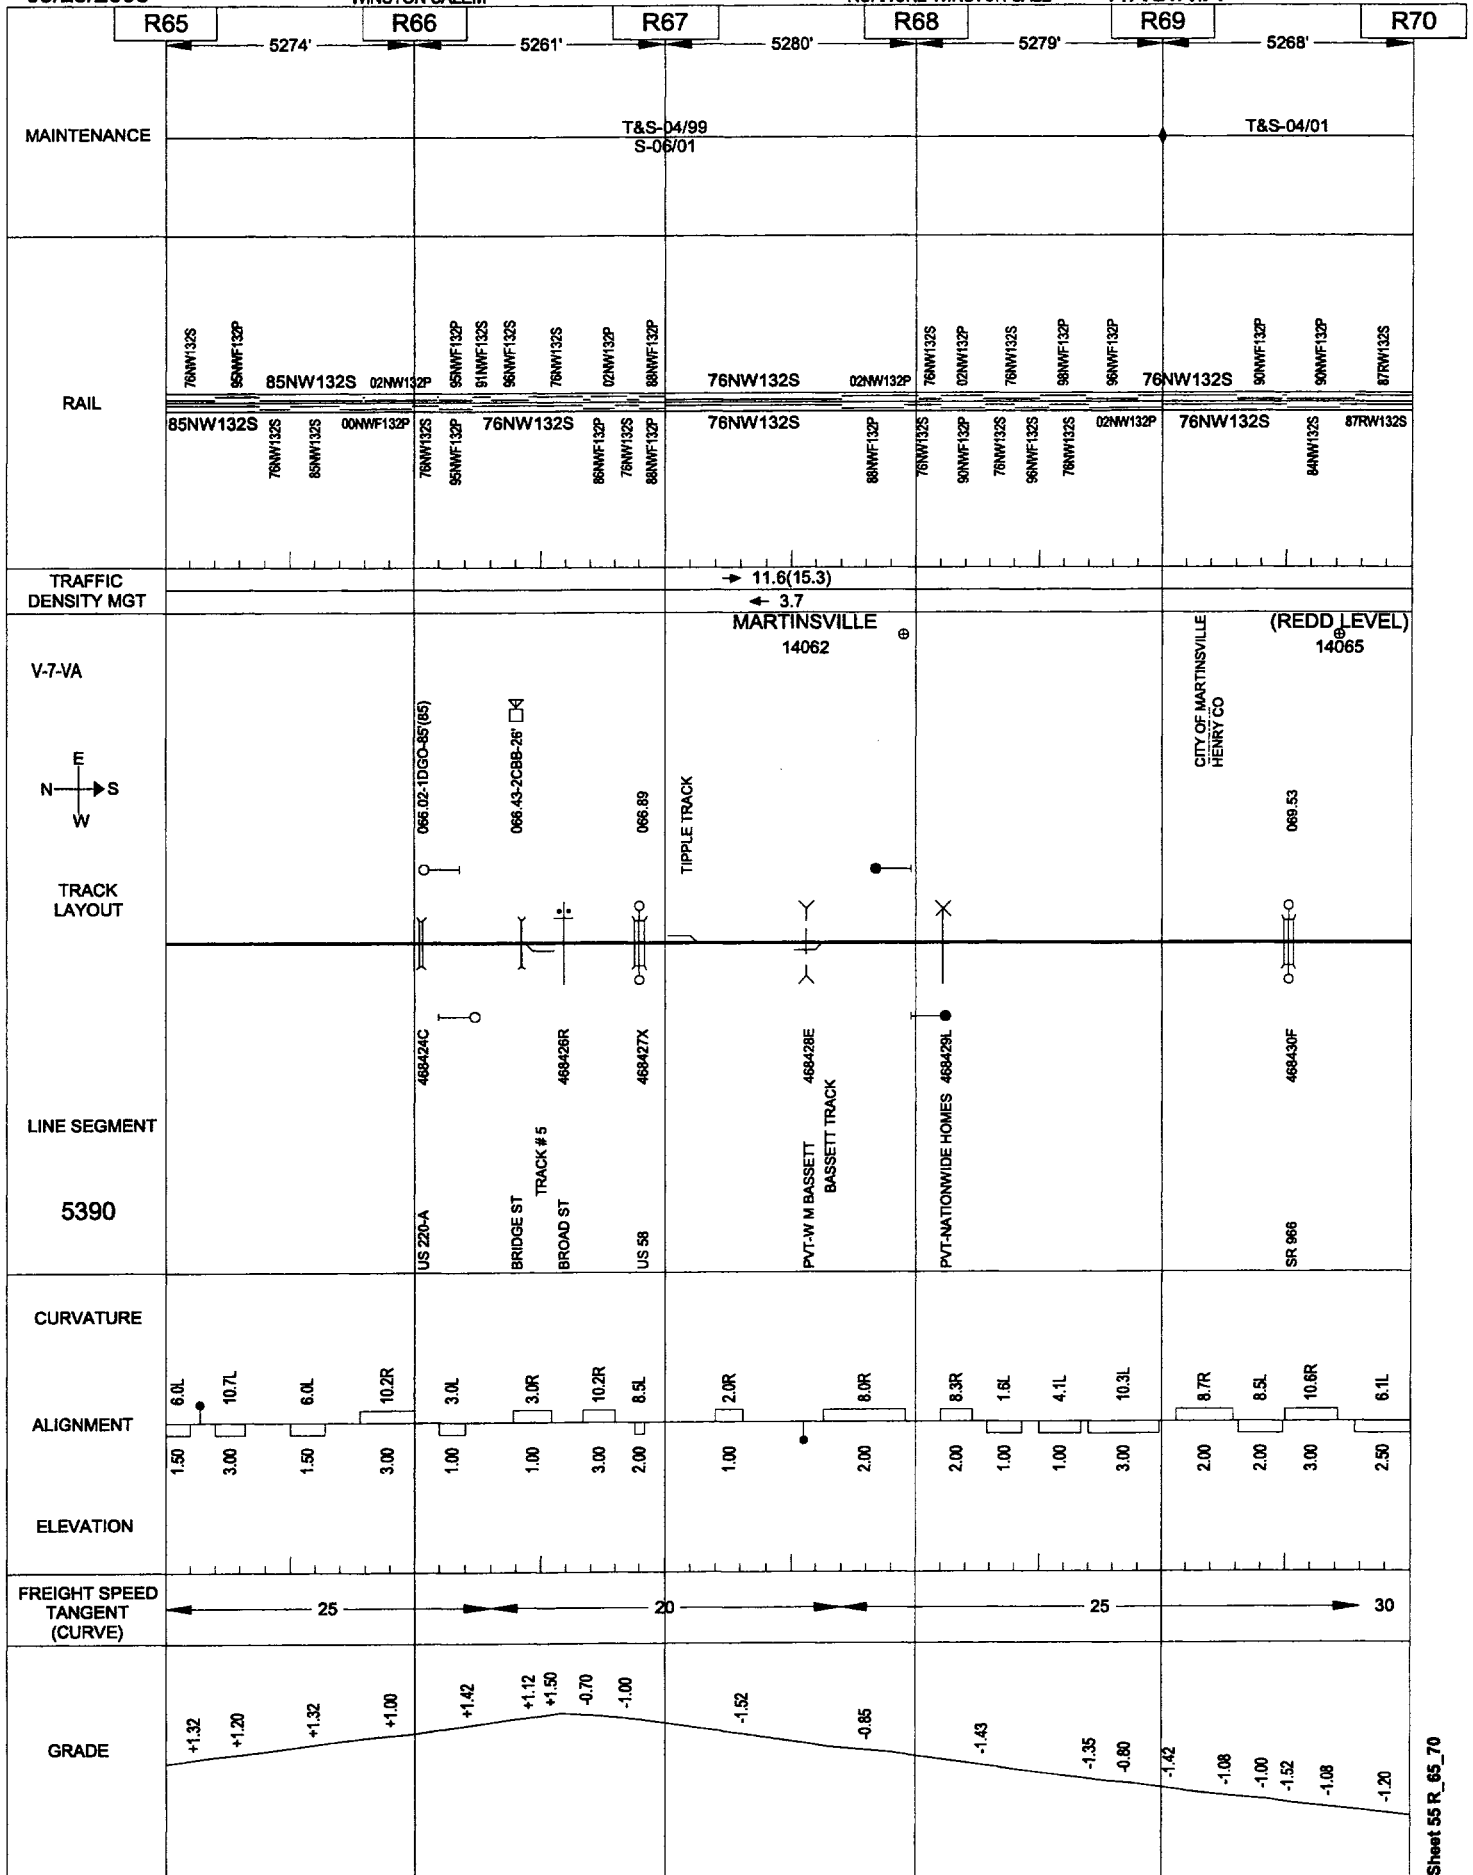 R65 R66 R67 R68 R69 R70
5274' 5261' 5280' 5279' 5268'
MAINTENANCE
T&S-04/99
S-06/01
T&S-04/01
RAIL
76NW132S 95NWF132P 85NW132S 02NW132P 95NWF132P 91NWF132S 96NWF132S 76NW132S 02NW132P 88NWF132P 76NW132S 02NW132P 76NW132S 02NWF132P 76NW132S 98NWF132P 96NWF132P 76NW132S 90NWF132P 90NWF132P 87RW132S
85NW132S 76NW132S 85NW132S 00NWF132P 76NW132S 95NWF132P 76NW132S 86NWF132P 76NW132S 88NWF132P 76NW132S 88NWF132P 76NW132S 90NWF132P 76NW132S 96NWF132S 76NW132S 02NW132P 76NW132S 84NW132S 87RW132S
TRAFFIC
DENSITY MGT
→ 11.6(15.3)
← 3.7
MARTINSVILLE
14062
(REDD LEVEL)
14065
V-7-VA
CITY OF MARTINSVILLE
HENRY CO
E
N S
W
066.02-1DGO-85'(85)
066.43-2CBB-26'
066.89
TIPPLE TRACK
069.53
TRACK
LAYOUT
468424C
468426R
468427X
468428E
468429L
468430F
LINE SEGMENT
5390
US 220-A
BRIDGE ST
TRACK # 5
BROAD ST
US 58
PVT-W M BASSETT
BASSETT TRACK
PVT-NATIONWIDE HOMES
SR 966
CURVATURE
6.0L 10.7L 6.0L 10.2R 3.0L 3.0R 10.2R 8.5L 2.0R 8.0R 8.3R 1.6L 4.1L 10.3L 8.7R 8.5L 10.6R 6.1L
ALIGNMENT
1.50 3.00 1.50 3.00 1.00 1.00 3.00 2.00 1.00 2.00 2.00 1.00 1.00 3.00 2.00 2.00 3.00 2.50
ELEVATION
FREIGHT SPEED
TANGENT
(CURVE)
25 20 25 30
GRADE
+1.32 +1.20 +1.32 +1.00 +1.42 +1.12 +1.50 -0.70 -1.00 -1.52 -0.85 -1.43 -1.35 -0.80 -1.42 -1.08 -1.00 -1.52 -1.08 -1.20
Sheet 55 R_65_70